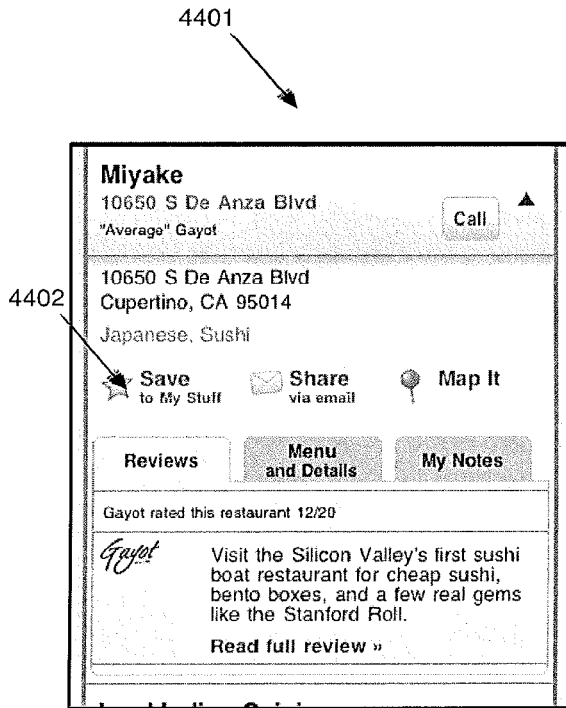 4401
Miyake
10650 S De Anza Blvd
"Average" Gayot
Call
10650 S De Anza Blvd
4402
Cupertino, CA 95014
Japanese, Sushi
Save
to My Stuff
Share
via email
Map It
Reviews
Menu
and Details
My Notes
Gayot rated this restaurant 12/20
Gayot
Visit the Silicon Valley's first sushi
boat restaurant for cheap sushi,
bento boxes, and a few real gems
like the Stanford Roll.
Read full review »